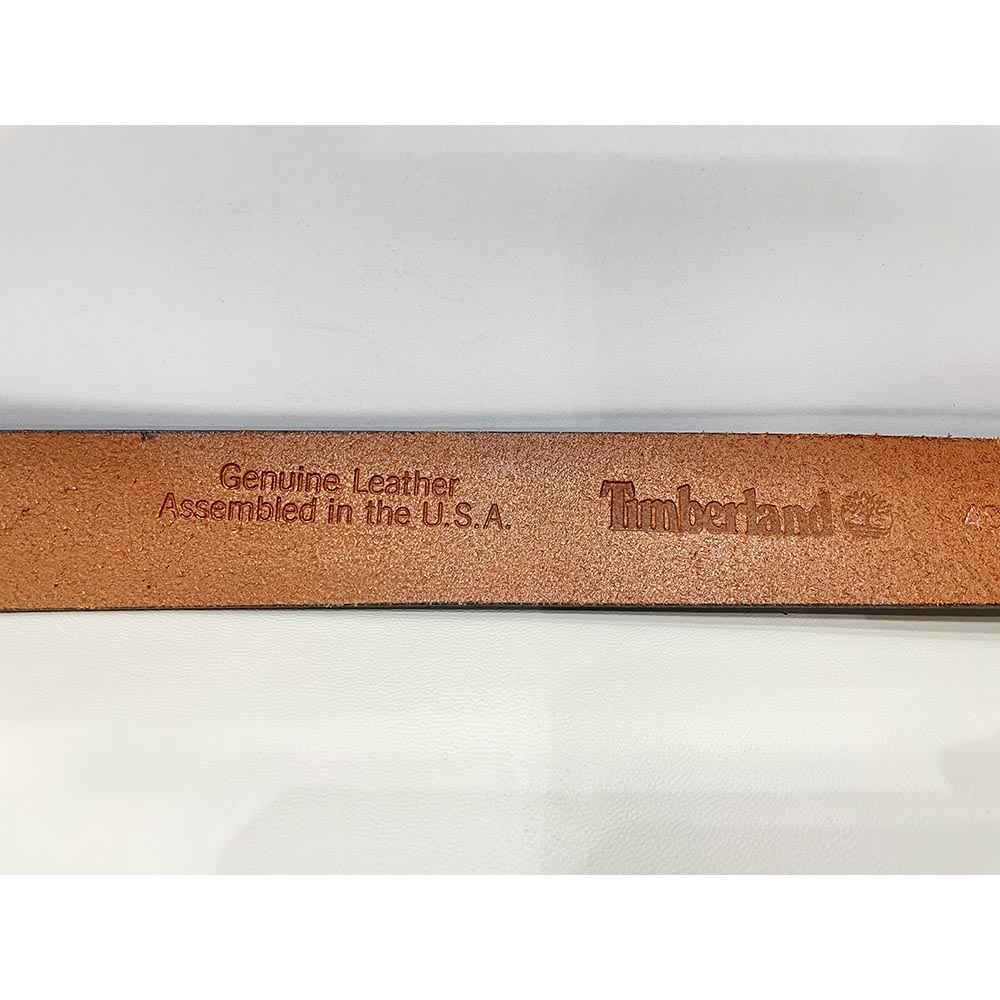 Genuine Leather
Assembled in the U.S.A.
Timberland